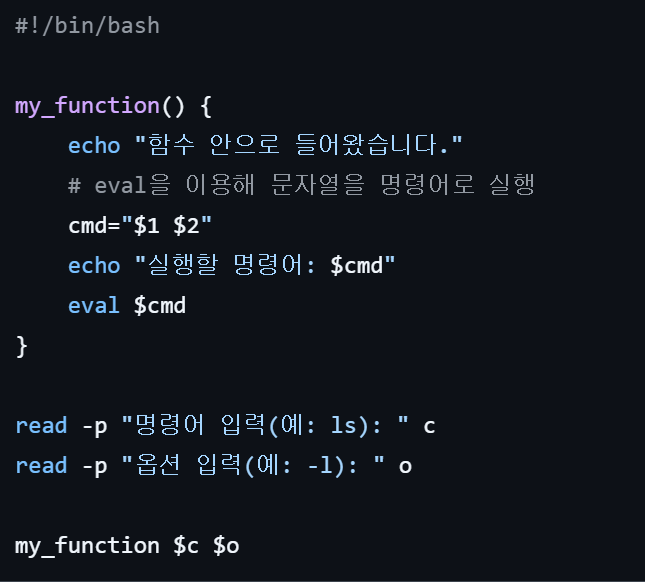 #!/bin/bash
my_function() {
    echo "함수 안으로 들어왔습니다."
    # eval을 이용해 문자열을 명령어로 실행
    cmd="$1 $2"
    echo "실행할 명령어: $cmd"
    eval $cmd
}
read -p "명령어 입력(예: ls): " c
read -p "옵션 입력(예: -l): " o
my_function $c $o